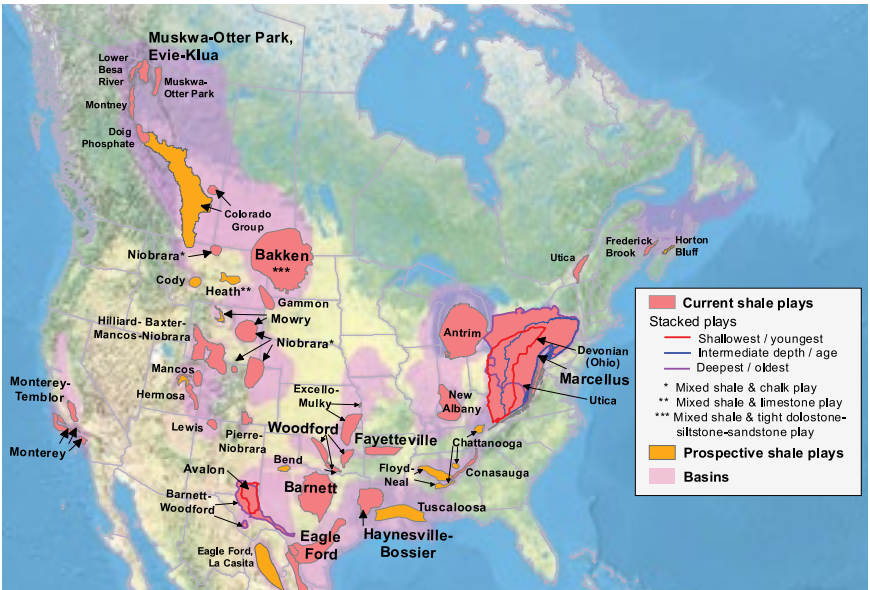 Muskwa-Otter Park,
Evie-Klua
Lower
Besa
River
Muskwa-
Otter Park
Montney
Doig
Phosphate
Colorado
Group
Niobrara*
Bakken
***
Cody
Heath**
Gammon
Mowry
Hilliard- Baxter-
Mancos-Niobrara
Niobrara*
Mancos
Hermosa
Monterey-
Temblor
Monterey
Lewis
Pierre-
Niobrara
Excello-
Mulky
Woodford
Fayetteville
Bend
Avalon
Barnett
Barnett-
Woodford
Eagle
Ford
Eagle Ford,
La Casita
Haynesville-
Bossier
Tuscaloosa
Floyd-
Neal
Conasauga
Chattanooga
New
Albany
Antrim
Utica
Frederick
Brook
Horton
Bluff
Devonian
(Ohio)
Marcellus
Utica
Current shale plays
Stacked plays
Shallowest / youngest
Intermediate depth / age
Deepest / oldest
* Mixed shale & chalk play
** Mixed shale & limestone play
*** Mixed shale & tight dolostone-
siltstone-sandstone play
Prospective shale plays
Basins